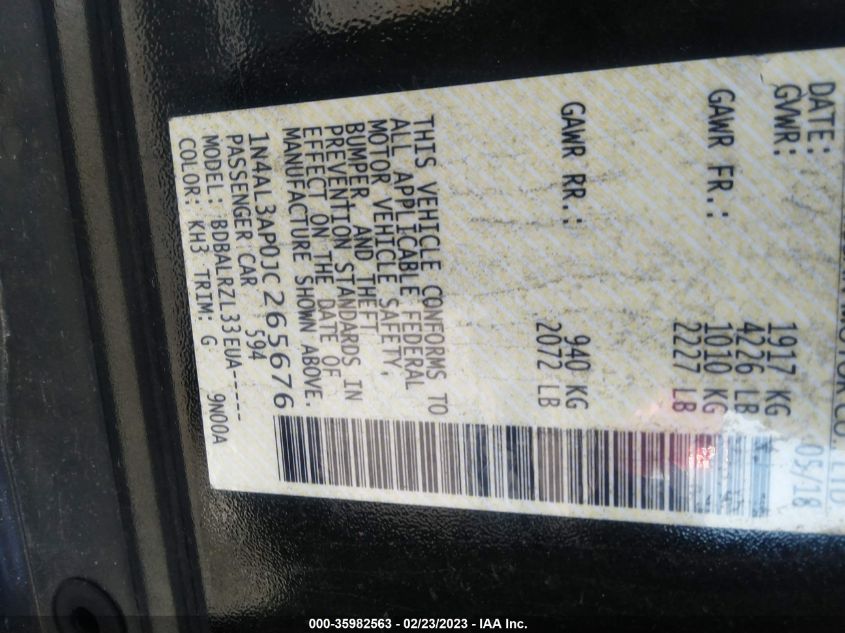 MOTOR CO., LTD
DATE: 05/18
GVWR: 1917 KG
4226 LB
GAWR FR.: 1010 KG
2227 LB
GAWR RR.: 940 KG
2072 LB
THIS VEHICLE CONFORMS TO
ALL APPLICABLE FEDERAL
MOTOR VEHICLE SAFETY,
BUMPER, AND THEFT
PREVENTION STANDARDS IN
EFFECT ON THE DATE OF
MANUFACTURE SHOWN ABOVE.
1N4AL3AP0JC265676
PASSENGER CAR 594
MODEL: BDBALRZL33EUA-----
COLOR: KH3 TRIM: G 9N00A
000-35982563 - 02/23/2023 - IAA Inc.